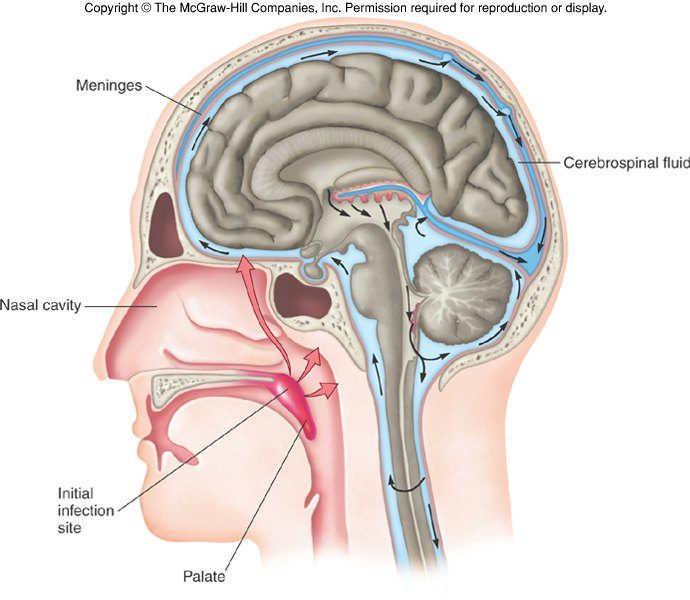 Copyright © The McGraw-Hill Companies, Inc. Permission required for reproduction or display.
Meninges
Cerebrospinal fluid
Nasal cavity
Initial
infection
site
Palate